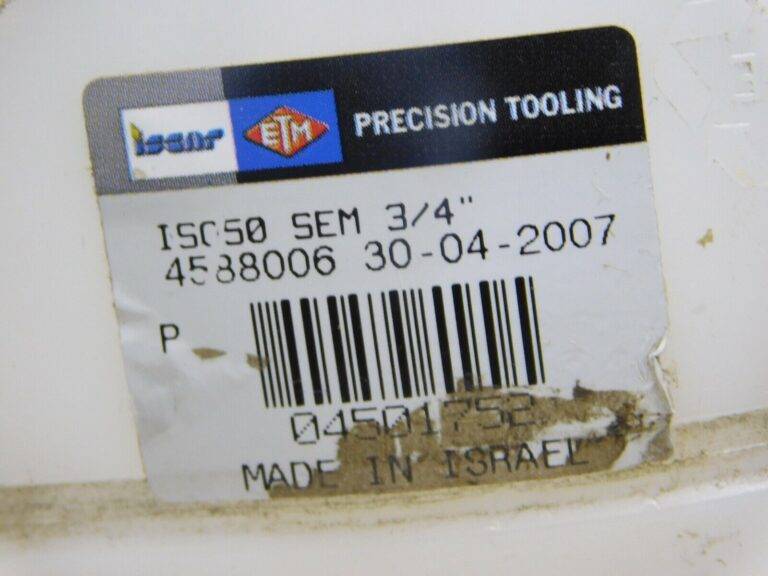 iscar ETM PRECISION TOOLING
ISO50 SEM 3/4"
4588006 30-04-2007
P
04501752
MADE IN ISRAEL